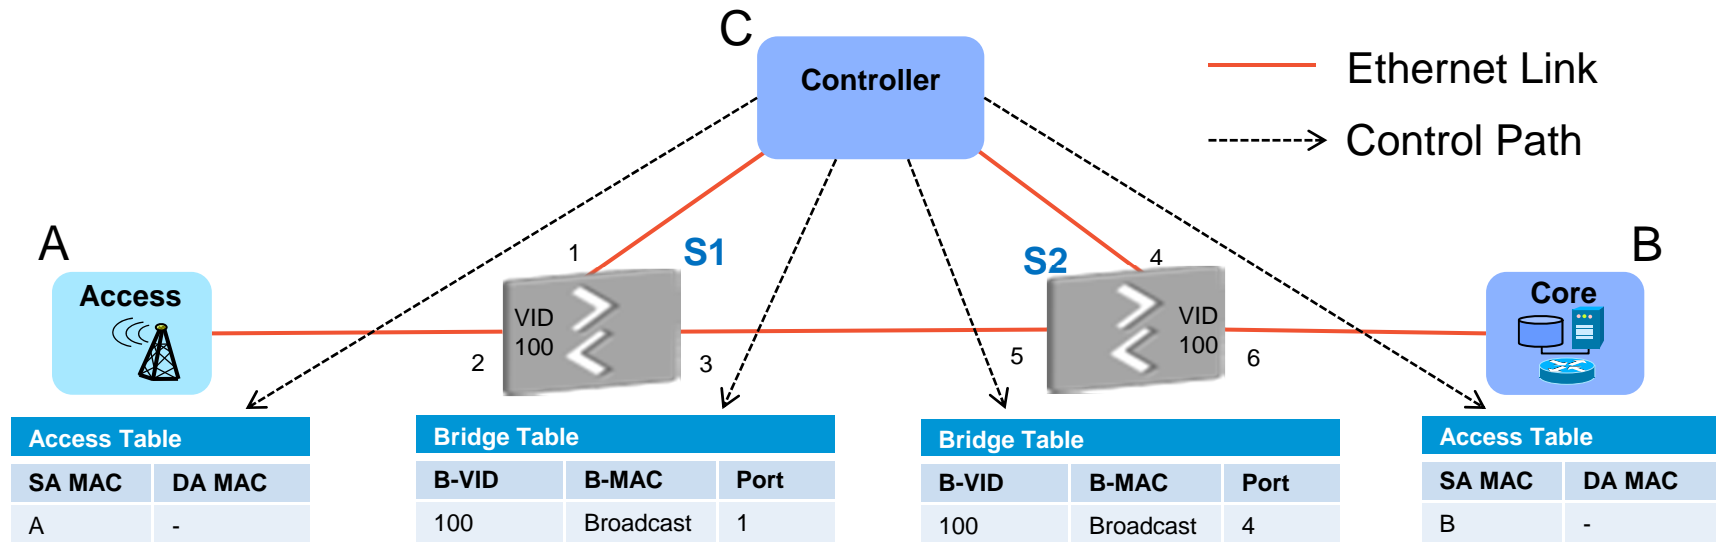 C
Controller
Ethernet Link
Control Path
A
Access
1
S1
VID
100
2
3
S2
4
VID
100
5
6
B
Core
Access Table
SA MAC DA MAC
A -
Bridge Table
B-VID B-MAC Port
100 Broadcast 1
Bridge Table
B-VID B-MAC Port
100 Broadcast 4
Access Table
SA MAC DA MAC
B -